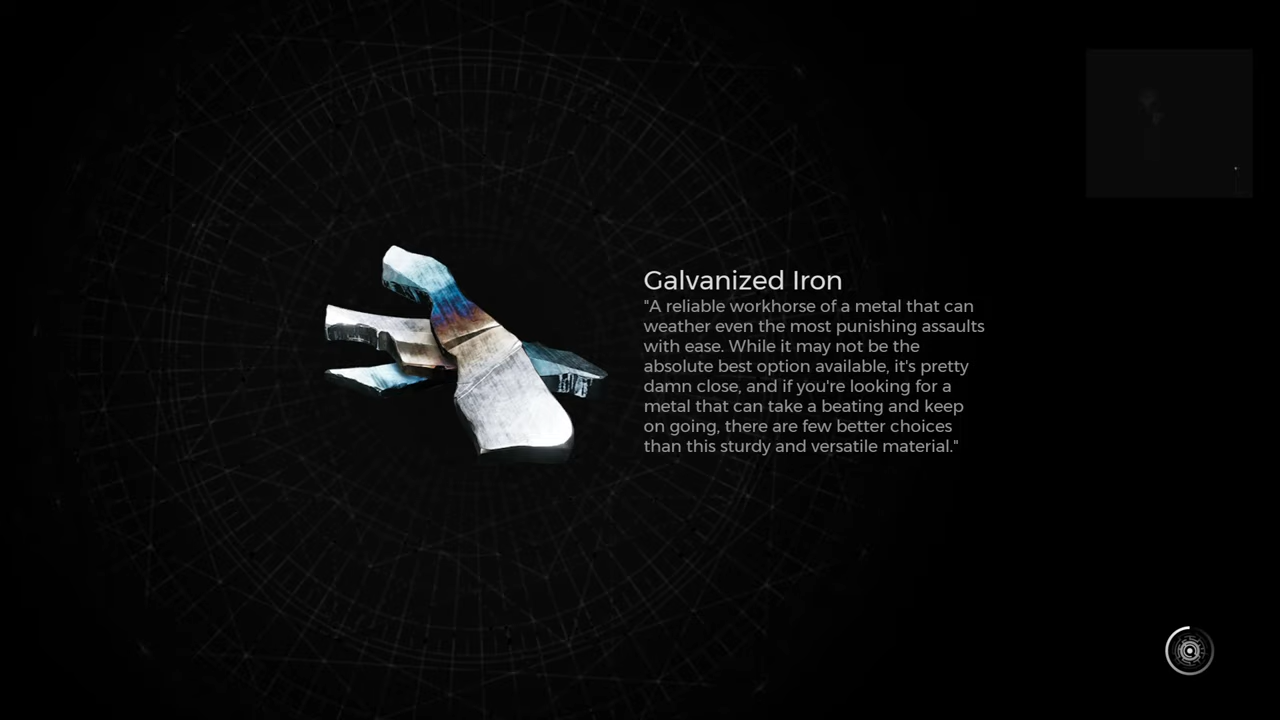 Galvanized Iron
"A reliable workhorse of a metal that can
weather even the most punishing assaults
with ease. While it may not be the
absolute best option available, it's pretty
damn close, and if you're looking for a
metal that can take a beating and keep
on going, there are few better choices
than this sturdy and versatile material."